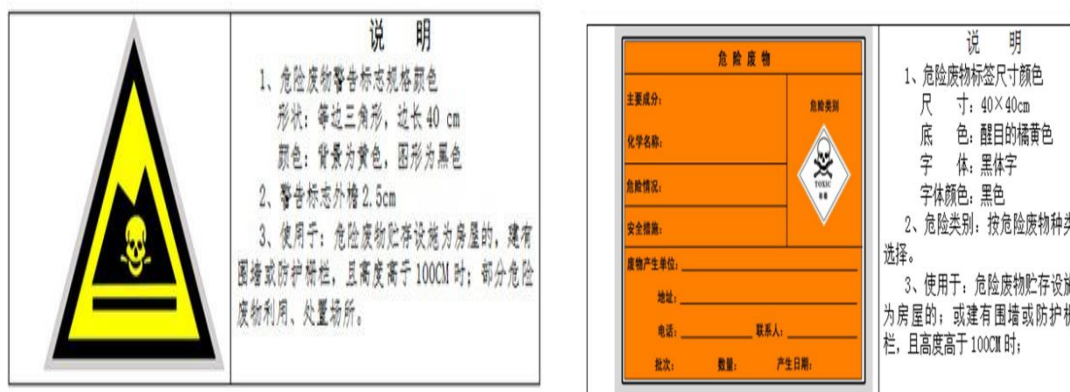 说 明
1、危险废物警告标志规格颜色
形状：等边三角形，边长40 cm
颜色：背景为黄色，图形为黑色
2、警告标志外檐2.5cm
3、使用于：危险废物贮存设施为房屋的，建有
围墙或防护栅栏，且高度高于100CM时；部分危险
废物利用、处置场所。
危 险 废 物
主要成分：
化学名称：
危险情况：
安全措施：
危险类别
TOXIC
有毒
废物产生单位：
地址：
电话： 联系人：
批次： 数量： 产生日期：
说 明
1、危险废物标签尺寸颜色
尺 寸：40×40cm
底 色：醒目的橘黄色
字 体：黑体字
字体颜色：黑色
2、危险类别：按危险废物种类
选择。
3、使用于：危险废物贮存设施
为房屋的；或建有围墙或防护栅
栏，且高度高于100CM时；